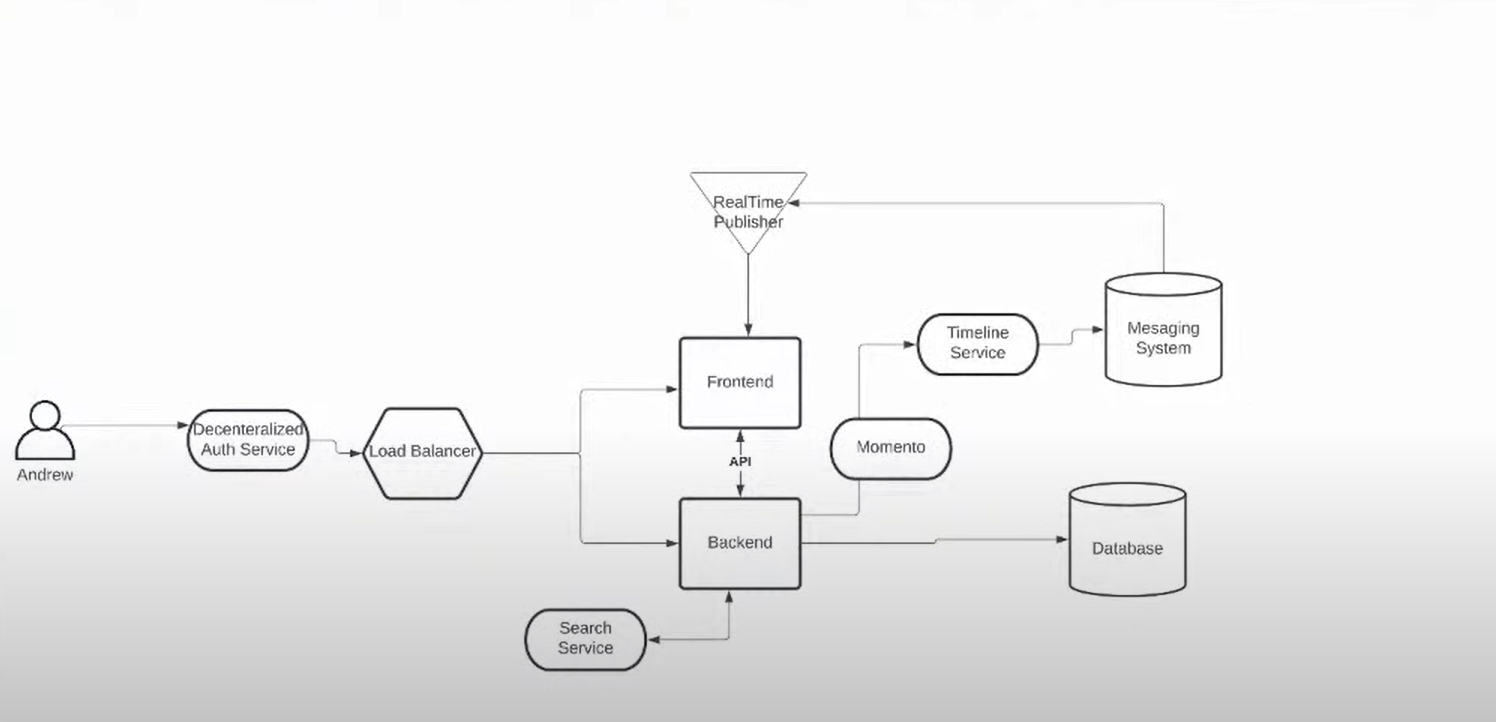 RealTime
Publisher
Timeline
Service
Mesaging
System
Frontend
Decenteralized
Auth Service
Load Balancer
Momento
API
Andrew
Backend
Database
Search
Service